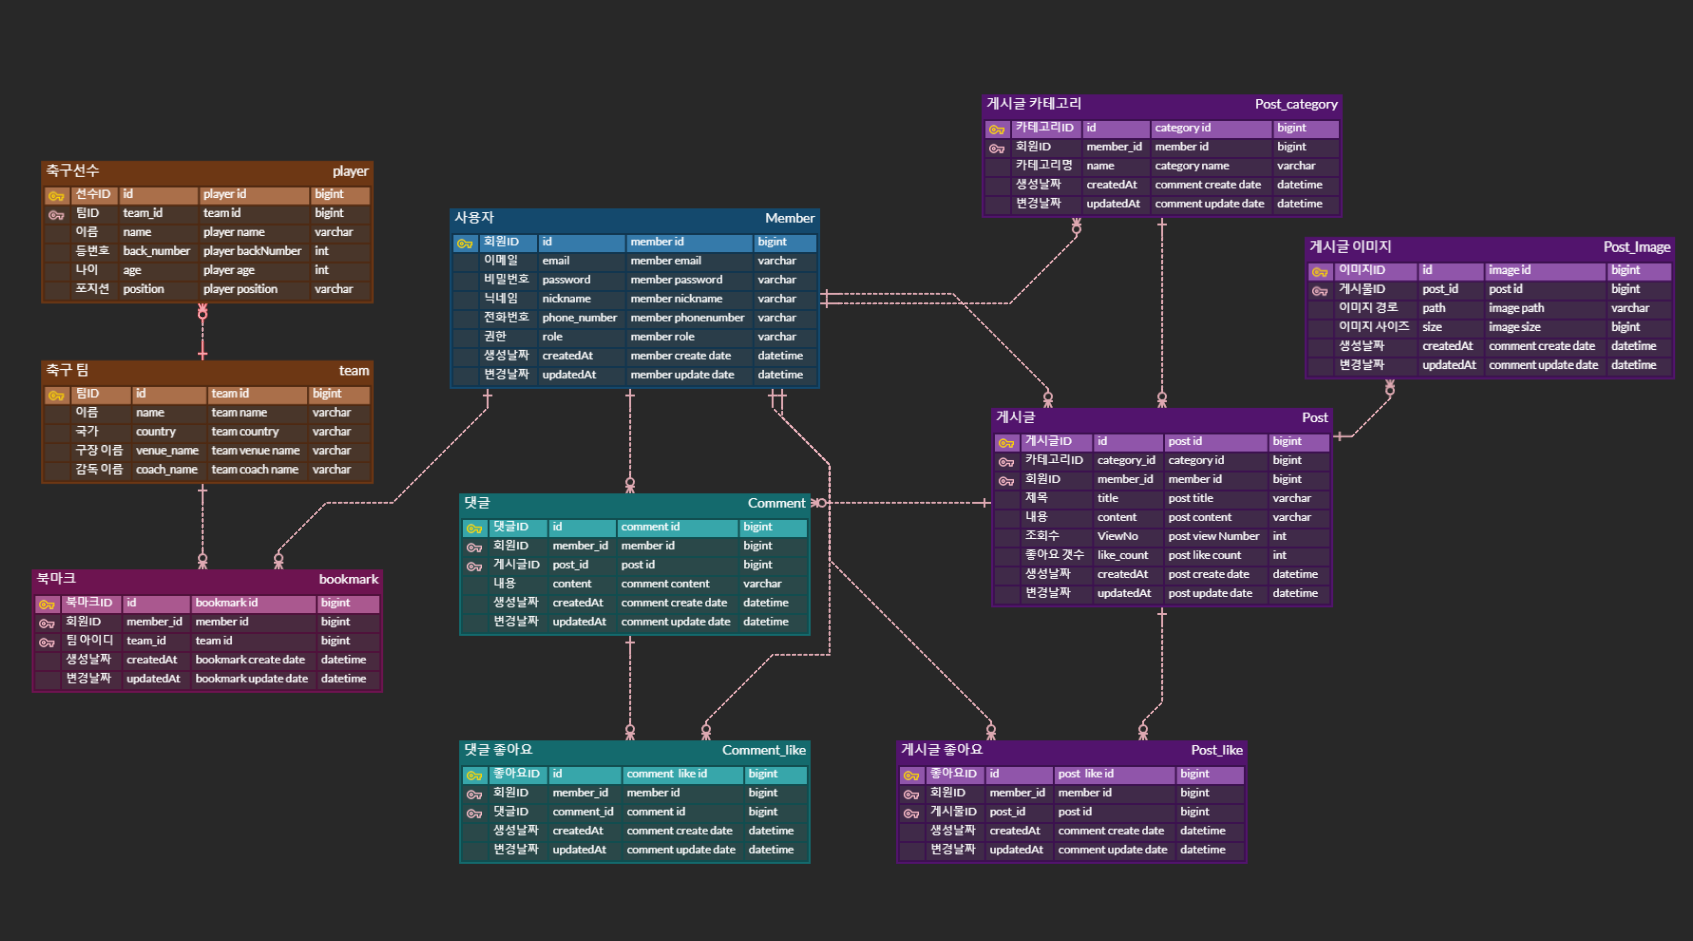 게시글 카테고리 Post_category
카테고리ID id category id bigint
회원ID member_id member id bigint
카테고리명 name category name varchar
생성날짜 createdAt comment create date datetime
변경날짜 updatedAt comment update date datetime
축구선수 player
선수ID id player id bigint
팀ID team_id team id bigint
이름 name player name varchar
등번호 back_number player backNumber int
나이 age player age int
포지션 position player position varchar
사용자 Member
회원ID id member id bigint
이메일 email member email varchar
비밀번호 password member password varchar
닉네임 nickname member nickname varchar
전화번호 phone_number member phonenumber varchar
권한 role member role varchar
생성날짜 createdAt member create date datetime
변경날짜 updatedAt member update date datetime
게시글 이미지 Post_Image
이미지ID id image id bigint
게시물ID post_id post id bigint
이미지 경로 path image path varchar
이미지 사이즈 size image size bigint
생성날짜 createdAt comment create date datetime
변경날짜 updatedAt comment update date datetime
축구 팀 team
팀ID id team id bigint
이름 name team name varchar
국가 country team country varchar
구장 이름 venue_name team venue name varchar
감독 이름 coach_name team coach name varchar
게시글 Post
게시글ID id post id bigint
카테고리ID category_id category id bigint
회원ID member_id member id bigint
제목 title post title varchar
내용 content post content varchar
조회수 ViewNo post view Number int
좋아요 갯수 like_count post like count int
생성날짜 createdAt post create date datetime
변경날짜 updatedAt post update date datetime
댓글 Comment
댓글ID id comment id bigint
회원ID member_id member id bigint
게시글ID post_id post id bigint
내용 content comment content varchar
생성날짜 createdAt comment create date datetime
변경날짜 updatedAt comment update date datetime
북마크 bookmark
북마크ID id bookmark id bigint
회원ID member_id member id bigint
팀 아이디 team_id team id bigint
생성날짜 createdAt bookmark create date datetime
변경날짜 updatedAt bookmark update date datetime
댓글 좋아요 Comment_like
좋아요ID id comment like id bigint
회원ID member_id member id bigint
댓글ID comment_id comment id bigint
생성날짜 createdAt comment create date datetime
변경날짜 updatedAt comment update date datetime
게시글 좋아요 Post_like
좋아요ID id post like id bigint
회원ID member_id member id bigint
게시물ID post_id post id bigint
생성날짜 createdAt comment create date datetime
변경날짜 updatedAt comment update date datetime